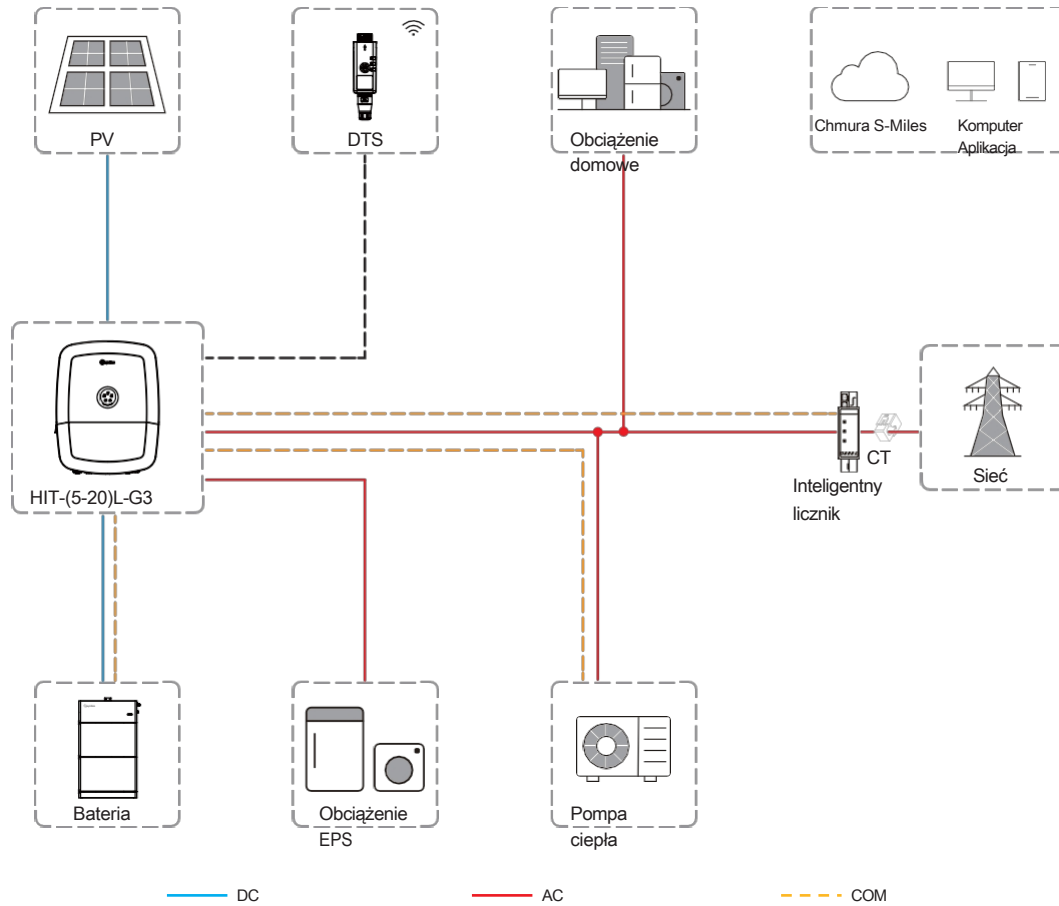 PV
DTS
Obciążenie
domowe
Chmura S-Miles
Komputer
Aplikacja
HIT-(5-20)L-G3
CT
Inteligentny
licznik
Sieć
Bateria
Obciążenie
EPS
Pompa
ciepła
DC
AC
COM